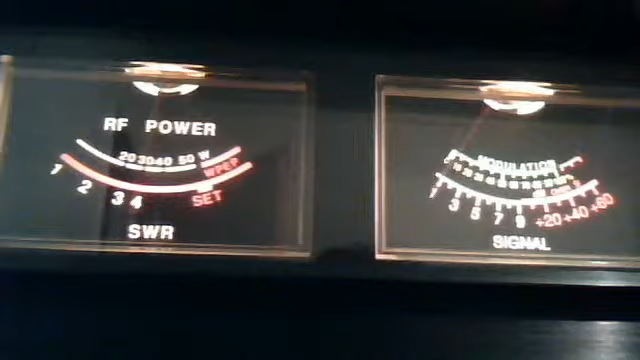 RF POWER
20 30 40 50 W
PEP
1 2 3 4 SET
SWR
MODULATION
1 3 5 7 9 +20 +40 +60
SIGNAL